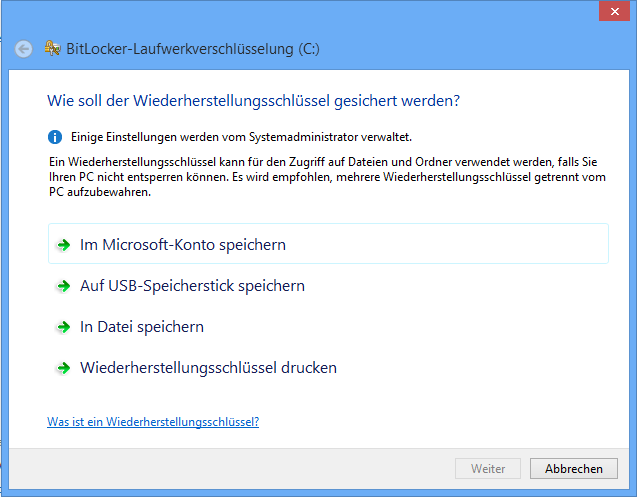 BitLocker-Laufwerkverschlüsselung (C:)
Wie soll der Wiederherstellungsschlüssel gesichert werden?
Einige Einstellungen werden vom Systemadministrator verwaltet.
Ein Wiederherstellungsschlüssel kann für den Zugriff auf Dateien und Ordner verwendet werden, falls Sie
Ihren PC nicht entsperren können. Es wird empfohlen, mehrere Wiederherstellungsschlüssel getrennt vom
PC aufzubewahren.
Im Microsoft-Konto speichern
Auf USB-Speicherstick speichern
In Datei speichern
Wiederherstellungsschlüssel drucken
Was ist ein Wiederherstellungsschlüssel?
Weiter
Abbrechen